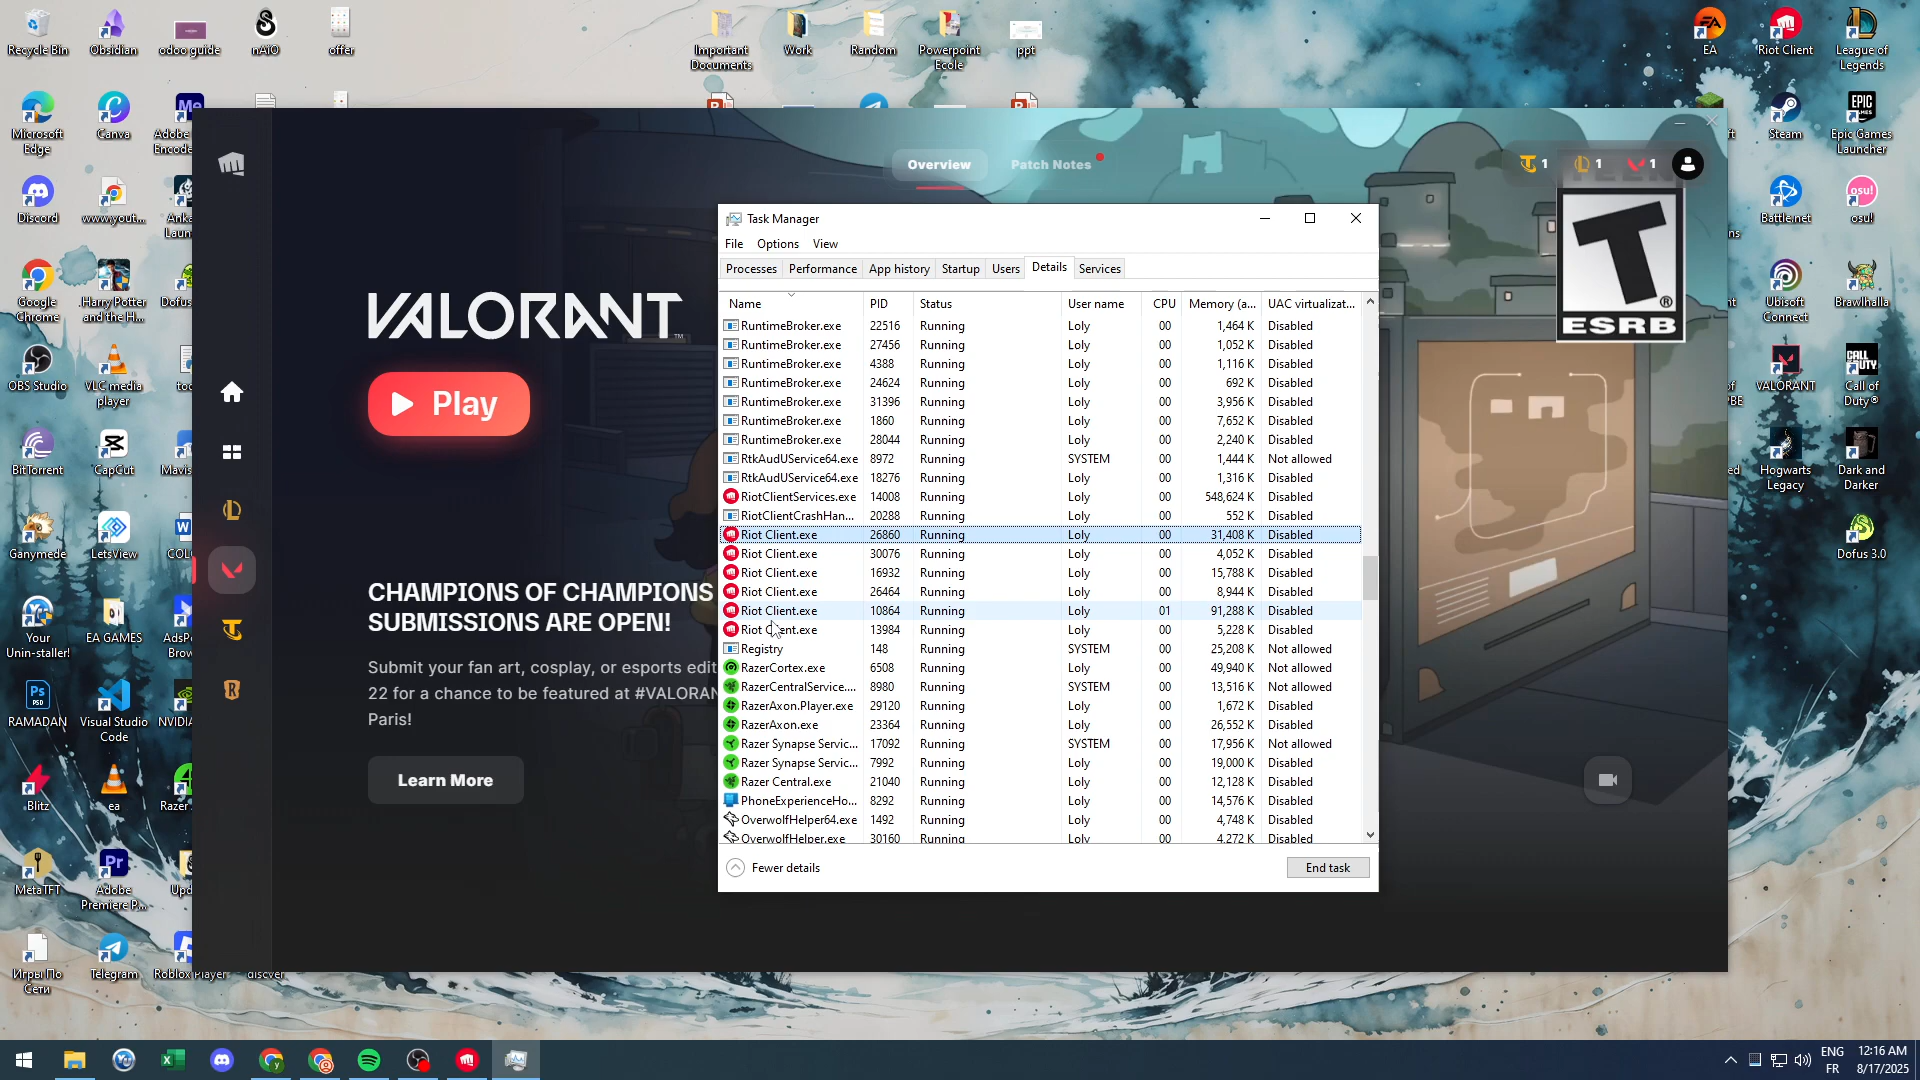 Recycle Bin
Obsidian
odoo guide
nAIO
offer
Important
Documents
Work
Random
Powerpoint
Ecole
ppt
EA
Riot Client
League of
Legends
Microsoft
Edge
Canva
Adobe
Encode
Steam
Epic Games
Launcher
Discord
www.yout...
Anka
Laun
Battle.net
osu!
Google
Chrome
Harry Potter
and the H...
Dofus
Ubisoft
Connect
Brawlhalla
OBS Studio
VLC media
player
VALORANT
Call of
Duty®
BitTorrent
CapCut
Mavis
Hogwarts
Legacy
Dark and
Darker
Ganymede
LetsView
COL
Dofus 3.0
Your
Unin-staller!
EA GAMES
AdsP
Brow
RAMADAN
Visual Studio
Code
NVIDIA
Blitz
ea
Razer
MetaTFT
Adobe
Premiere P...
Upd
Игры По
Сети
Telegram
Roblox Player
discver
Overview
Patch Notes
1
1
1
T
ESRB
VALORANT
Play
CHAMPIONS OF CHAMPIONS
SUBMISSIONS ARE OPEN!
Submit your fan art, cosplay, or esports edit
22 for a chance to be featured at #VALORAN
Paris!
Learn More
Task Manager
File Options View
Processes Performance App history Startup Users Details Services
Name PID Status User name CPU Memory (a... UAC virtualizat...
RuntimeBroker.exe 22516 Running Loly 00 1,464 K Disabled
RuntimeBroker.exe 27456 Running Loly 00 1,052 K Disabled
RuntimeBroker.exe 4388 Running Loly 00 1,116 K Disabled
RuntimeBroker.exe 24624 Running Loly 00 692 K Disabled
RuntimeBroker.exe 31396 Running Loly 00 3,956 K Disabled
RuntimeBroker.exe 1860 Running Loly 00 7,652 K Disabled
RuntimeBroker.exe 28044 Running Loly 00 2,240 K Disabled
RtkAudUService64.exe 8972 Running SYSTEM 00 1,444 K Not allowed
RtkAudUService64.exe 18276 Running Loly 00 1,316 K Disabled
RiotClientServices.exe 14008 Running Loly 00 548,624 K Disabled
RiotClientCrashHan... 20288 Running Loly 00 552 K Disabled
Riot Client.exe 26860 Running Loly 00 31,408 K Disabled
Riot Client.exe 30076 Running Loly 00 4,052 K Disabled
Riot Client.exe 16932 Running Loly 00 15,788 K Disabled
Riot Client.exe 26464 Running Loly 00 8,944 K Disabled
Riot Client.exe 10864 Running Loly 01 91,288 K Disabled
Riot Client.exe 13984 Running Loly 00 5,228 K Disabled
Registry 148 Running SYSTEM 00 25,208 K Not allowed
RazerCortex.exe 6508 Running Loly 00 49,940 K Not allowed
RazerCentralService.... 8980 Running SYSTEM 00 13,516 K Not allowed
RazerAxon.Player.exe 29120 Running Loly 00 1,672 K Disabled
RazerAxon.exe 23364 Running Loly 00 26,552 K Disabled
Razer Synapse Servic... 17092 Running SYSTEM 00 17,956 K Not allowed
Razer Synapse Servic... 7992 Running Loly 00 19,000 K Disabled
Razer Central.exe 21040 Running Loly 00 12,128 K Disabled
PhoneExperienceHo... 8292 Running Loly 00 14,576 K Disabled
OverwolfHelper64.exe 1492 Running Loly 00 4,748 K Disabled
OverwolfHelper.exe 30160 Running Loly 00 4,272 K Disabled
Fewer details
End task
ENG
FR
12:16 AM
8/17/2025